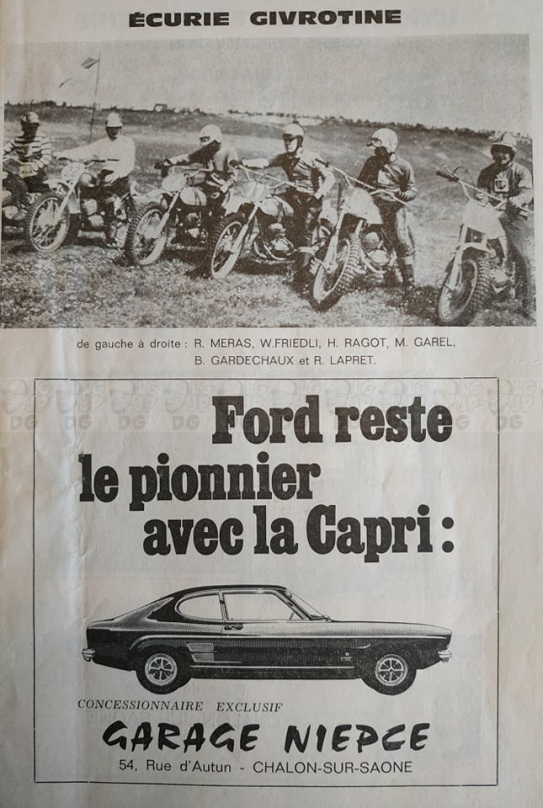 ÉCURIE GIVROTINE
de gauche à droite : R. MERAS, W.FRIEDLI, H. RAGOT, M. GAREL,
B. GARDECHAUX et R. LAPRET.
Ford reste
le pionnier
avec la Capri :
CONCESSIONNAIRE EXCLUSIF
GARAGE NIEPCE
54, Rue d'Autun - CHALON-SUR-SAONE